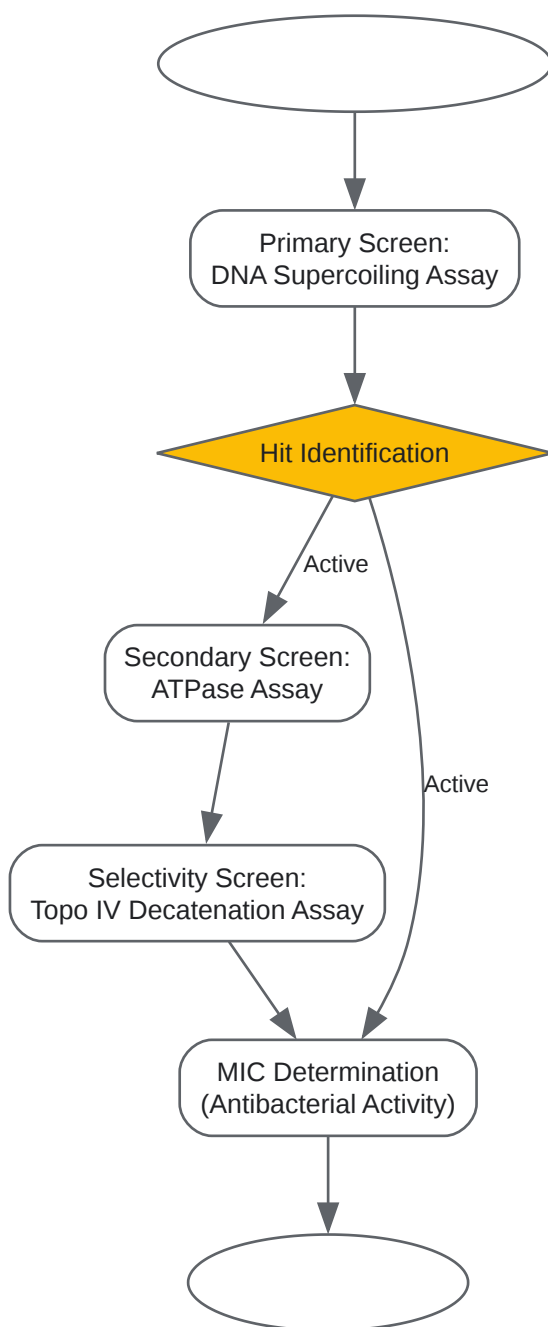 Primary Screen:
DNA Supercoiling Assay
Hit Identification
Active
Secondary Screen:
ATPase Assay
Active
Selectivity Screen:
Topo IV Decatenation Assay
MIC Determination
(Antibacterial Activity)